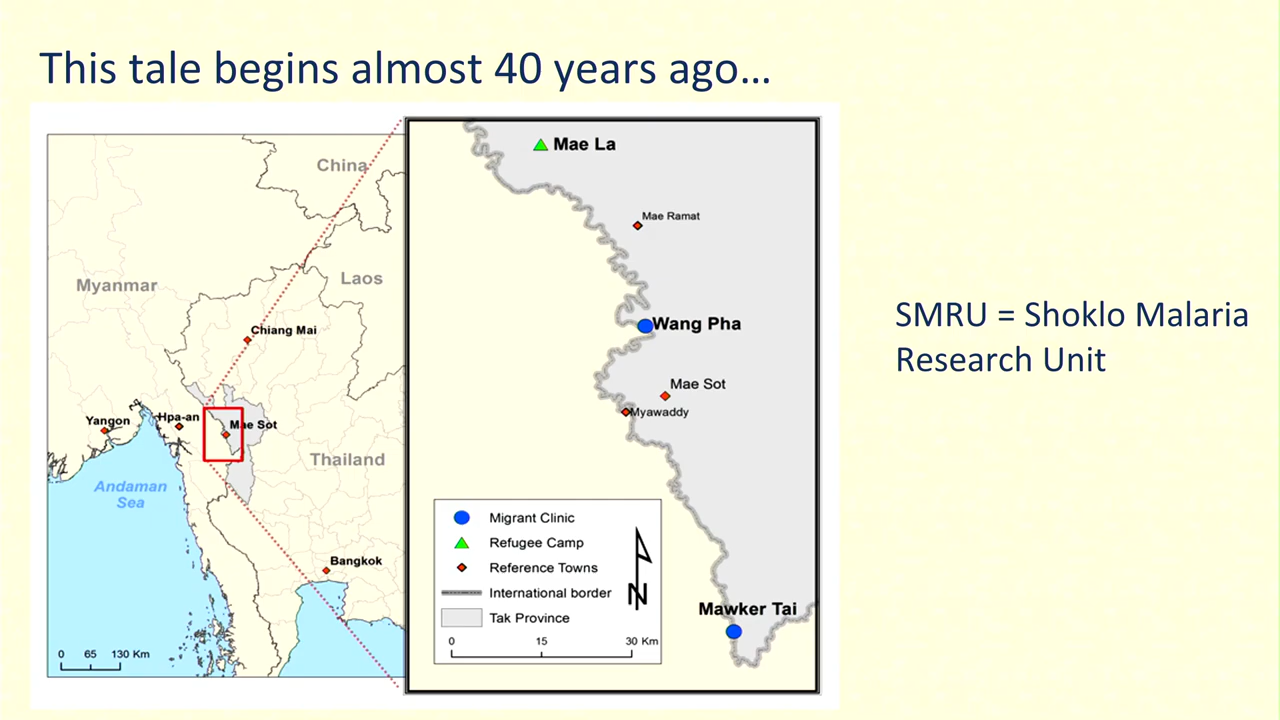 This tale begins almost 40 years ago...
China
Myanmar
Laos
Chiang Mai
Yangon
Hpa-an
Mae Sot
Thailand
Andaman
Sea
Bangkok
0 65 130 Km
Mae La
Mae Ramat
Wang Pha
Mae Sot
Myawaddy
Mawker Tai
Migrant Clinic
Refugee Camp
Reference Towns
International border
Tak Province
N
0 15 30 Km
SMRU = Shoklo Malaria
Research Unit